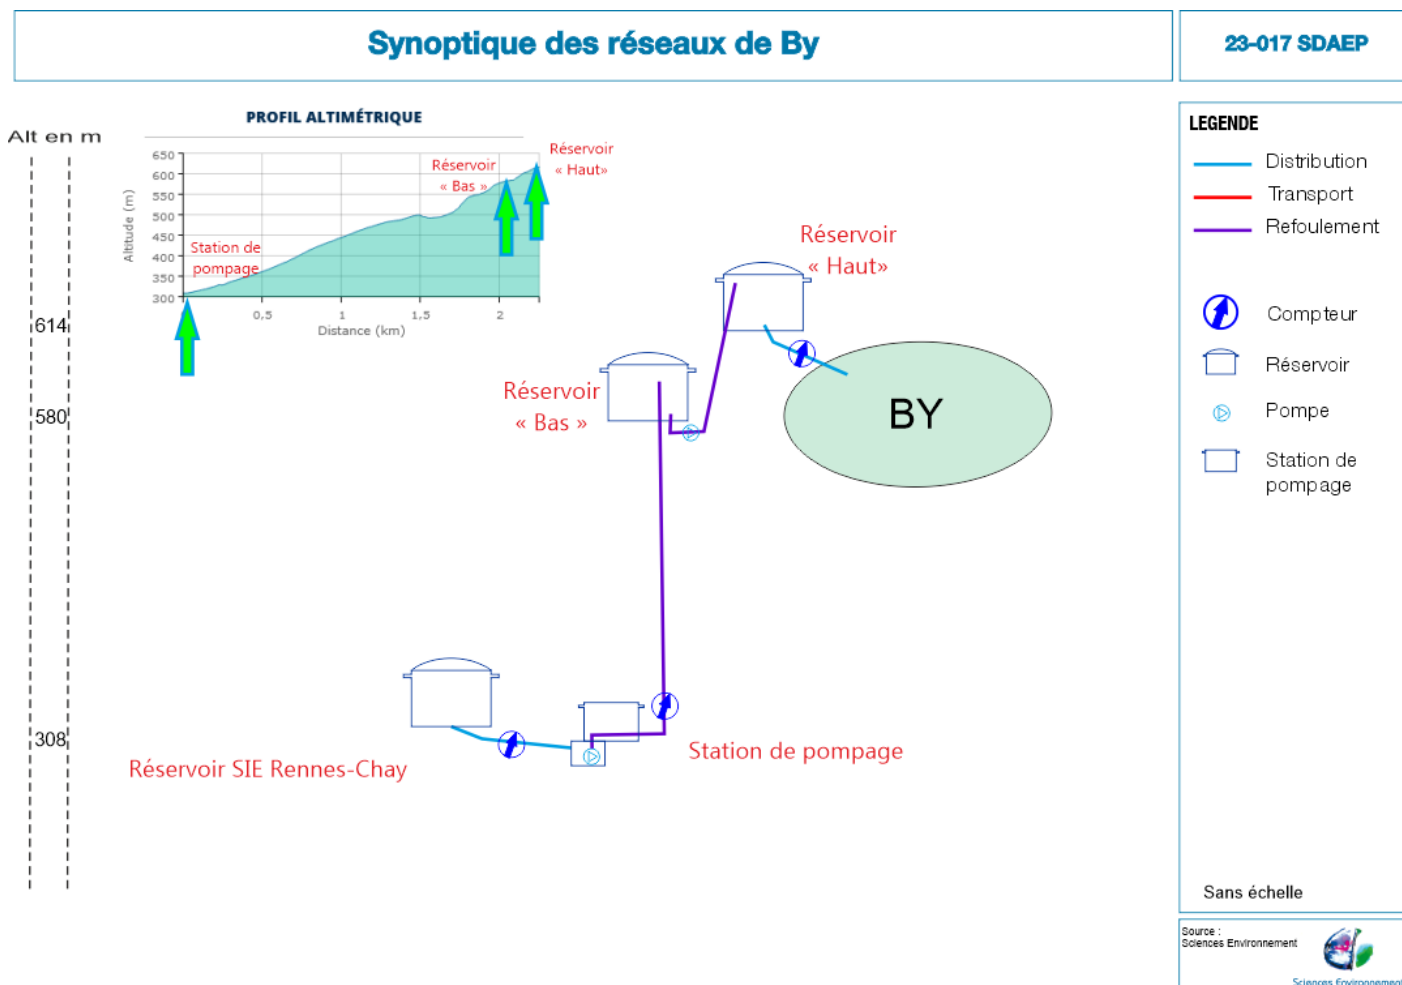 Synoptique des réseaux de By
23-017 SDAEP
Alt en m
614
580
308
PROFIL ALTIMÉTRIQUE
Altitude (m)
650
600
550
500
450
400
350
300
0,5
1
1,5
2
Distance (km)
Station de
pompage
Réservoir
« Bas »
Réservoir
« Haut»
Réservoir
« Haut»
Réservoir
« Bas »
BY
Réservoir SIE Rennes-Chay
Station de pompage
LEGENDE
Distribution
Transport
Refoulement
Compteur
Réservoir
Pompe
Station de
pompage
Sans échelle
Source :
Sciences Environnement
Sciences Environnement